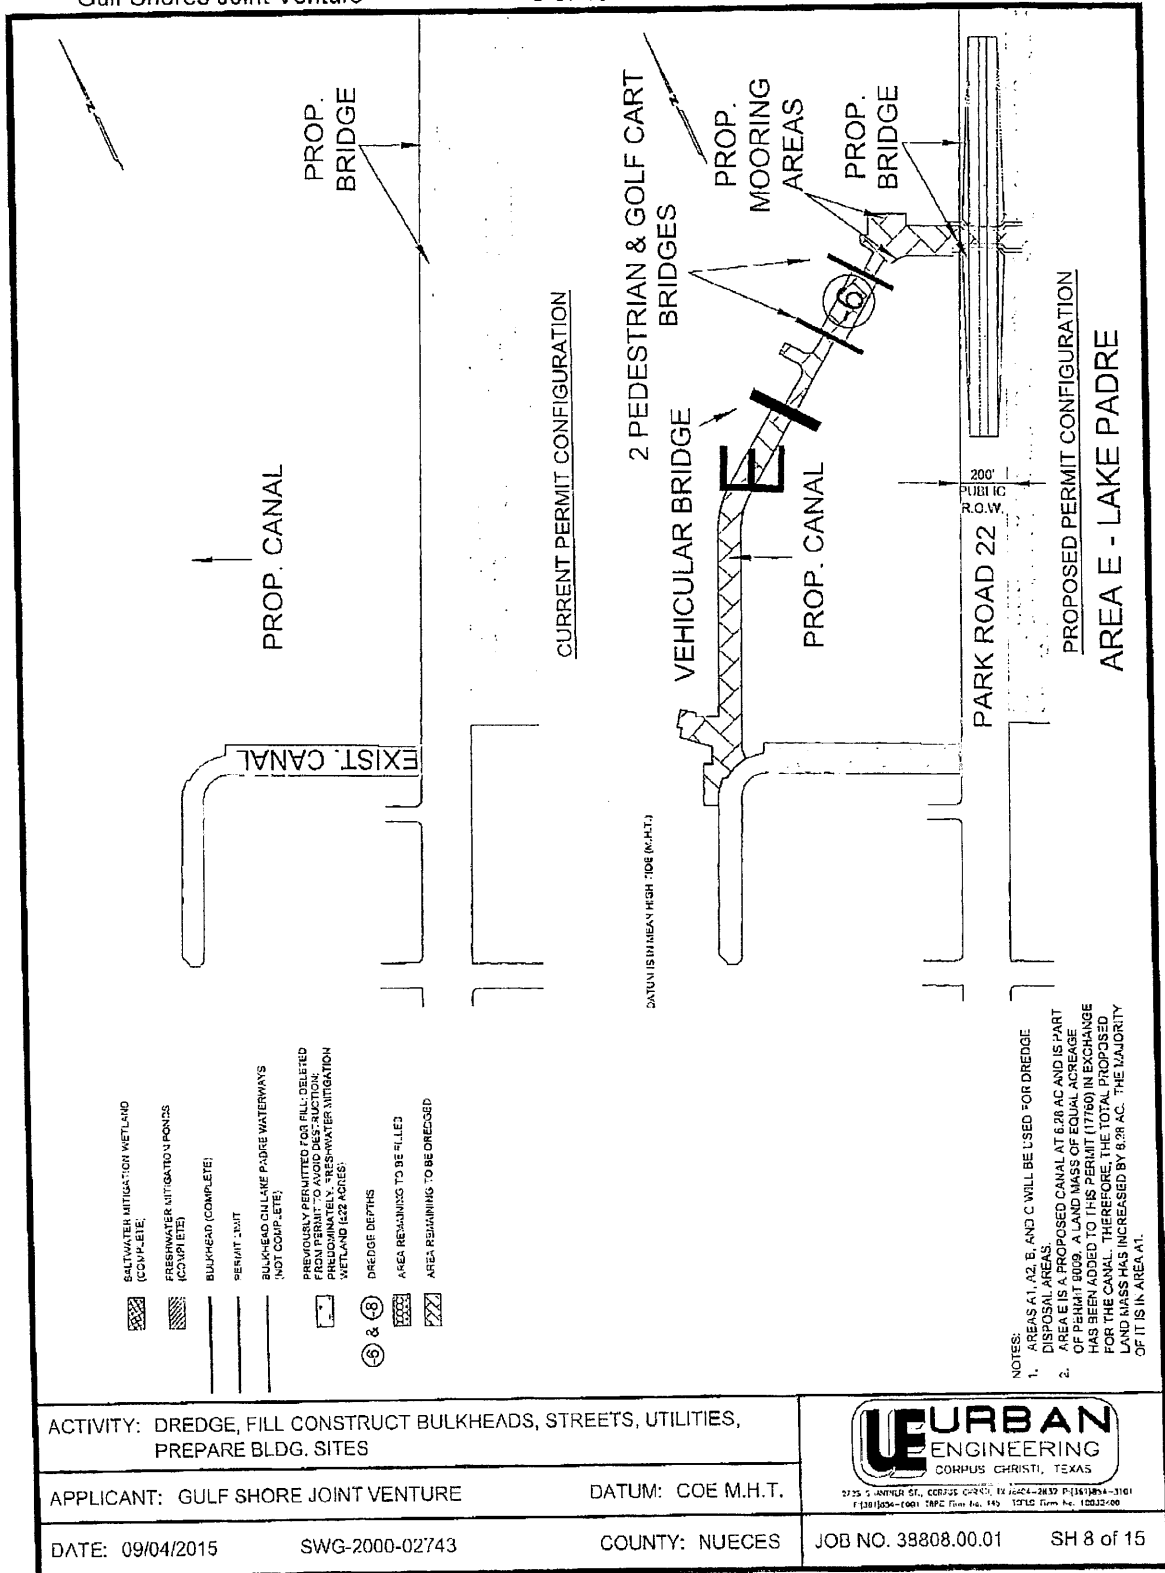 Gulf Shores Joint Venture
N
PROP.
BRIDGE
PROP. CANAL
EXIST. CANAL
CURRENT PERMIT CONFIGURATION
N
2 PEDESTRIAN & GOLF CART
BRIDGES
PROP.
MOORING
AREAS
PROP.
BRIDGE
VEHICULAR BRIDGE
E
6
PROP. CANAL
200'
PUBLIC
R.O.W.
PARK ROAD 22
PROPOSED PERMIT CONFIGURATION
AREA E - LAKE PADRE
DATUM IS IN MEAN HIGH TIDE (M.H.T.)
SALTWATER MITIGATION WETLAND
(COMPLETE)
FRESHWATER MITIGATION PONDS
(COMPLETE)
BULKHEAD (COMPLETE)
PERMIT LIMIT
BULKHEAD ON LAKE PADRE WATERWAYS
(NOT COMPLETE)
PREVIOUSLY PERMITTED FOR FILL; DELETED
FROM PERMIT TO AVOID DESTRUCTION;
PREDOMINATELY, FRESHWATER MITIGATION
WETLAND (±22 ACRES)
-6 & -8 DREDGE DEPTHS
AREA REMAINING TO BE FILLED
AREA REMAINING TO BE DREDGED
NOTES:
1. AREAS A1, A2, B, AND C WILL BE USED FOR DREDGE
DISPOSAL AREAS.
2. AREA E IS A PROPOSED CANAL AT 6.28 AC AND IS PART
OF PERMIT 9009. A LAND MASS OF EQUAL ACREAGE
HAS BEEN ADDED TO THIS PERMIT (17760) IN EXCHANGE
FOR THE CANAL. THEREFORE, THE TOTAL PROPOSED
LAND MASS HAS INCREASED BY 6.28 AC. THE MAJORITY
OF IT IS IN AREA A1.
ACTIVITY: DREDGE, FILL CONSTRUCT BULKHEADS, STREETS, UTILITIES,
PREPARE BLDG. SITES
APPLICANT: GULF SHORE JOINT VENTURE DATUM: COE M.H.T.
DATE: 09/04/2015 SWG-2000-02743 COUNTY: NUECES
UE URBAN
ENGINEERING
CORPUS CHRISTI, TEXAS
JOB NO. 38808.00.01 SH 8 of 15